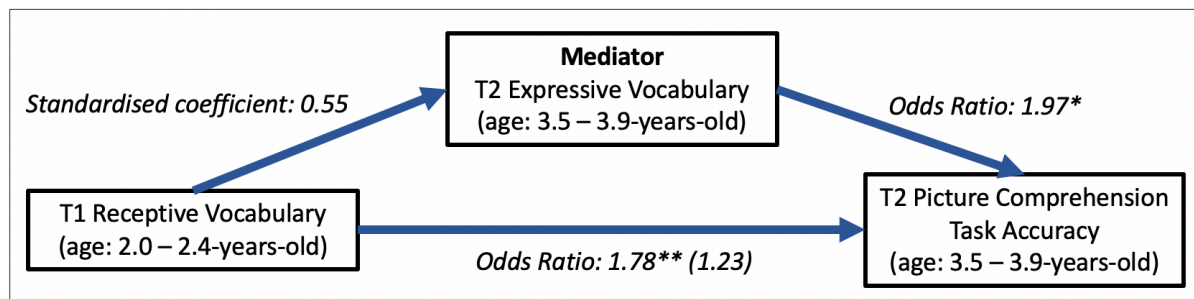 Mediator
T2 Expressive Vocabulary
(age: 3.5 – 3.9-years-old)
Standardised coefficient: 0.55
Odds Ratio: 1.97*
T1 Receptive Vocabulary
(age: 2.0 – 2.4-years-old)
Odds Ratio: 1.78** (1.23)
T2 Picture Comprehension
Task Accuracy
(age: 3.5 – 3.9-years-old)